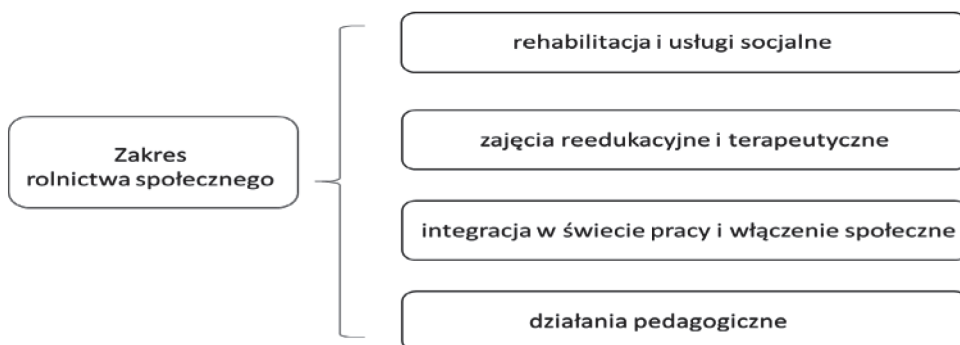 Zakres
rolnictwa społecznego
rehabilitacja i usługi socjalne
zajęcia reedukacyjne i terapeutyczne
integracja w świecie pracy i włączenie społeczne
działania pedagogiczne